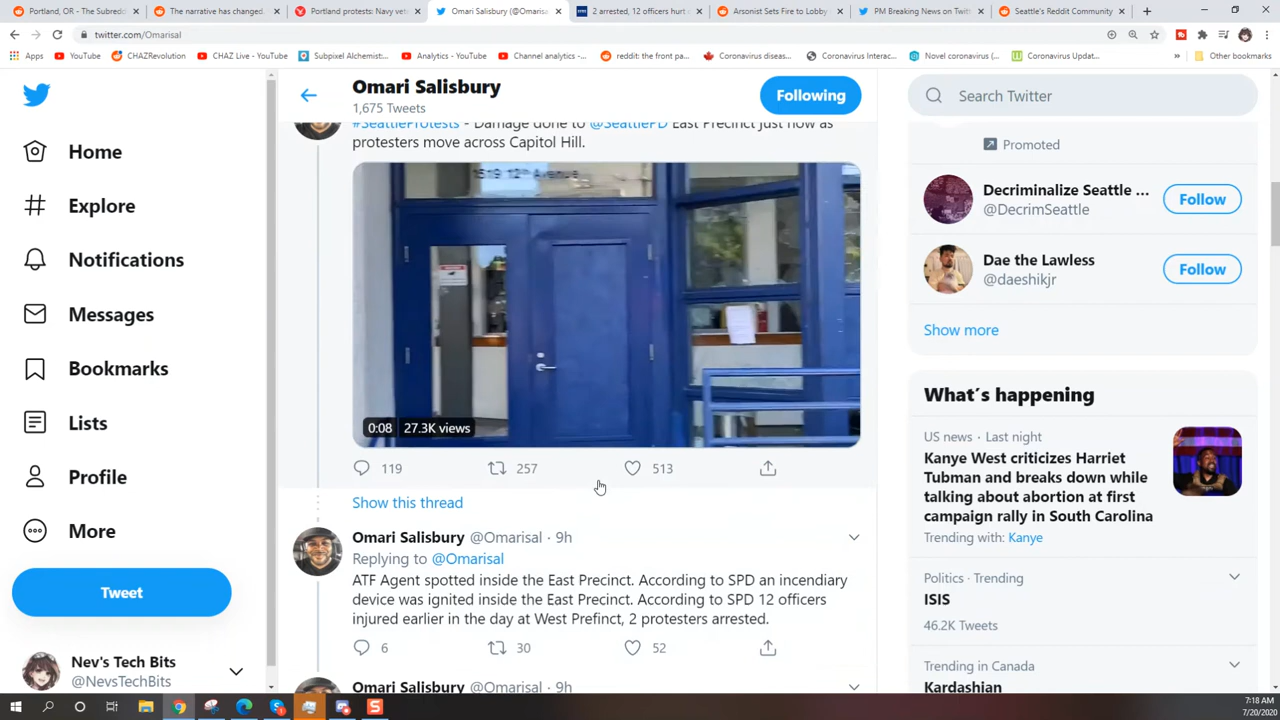 Portland, OR - The Subredd
The narrative has changed.
Portland protests: Navy vet
Omari Salisbury (@Omarisal
2 arrested, 12 officers hurt
Arsonist Sets Fire to Lobby
PM Breaking News on Twitt
Seattle's Reddit Community
twitter.com/Omarisal
Apps
YouTube
CHAZRevolution
CHAZ Live - YouTube
Subpixel Alchemist:...
Analytics - YouTube
Channel analytics -...
reddit: the front pa...
Coronavirus diseas...
Coronavirus Interac...
Novel coronavirus (...
Coronavirus Updat...
Other bookmarks
Home
Explore
Notifications
Messages
Bookmarks
Lists
Profile
More
Tweet
Nev's Tech Bits
@NevsTechBits
Omari Salisbury
1,675 Tweets
Following
#SeattleProtests - Damage done to @SeattlePD East Precinct just now as
protesters move across Capitol Hill.
1519 12th Avenue
0:08 27.3K views
119 257 513
Show this thread
Omari Salisbury @Omarisal · 9h
Replying to @Omarisal
ATF Agent spotted inside the East Precinct. According to SPD an incendiary
device was ignited inside the East Precinct. According to SPD 12 officers
injured earlier in the day at West Prefinct, 2 protesters arrested.
6 30 52
Omari Salisbury @Omarisal · 9h
Search Twitter
Promoted
Decriminalize Seattle ...
@DecrimSeattle
Follow
Dae the Lawless
@daeshikjr
Follow
Show more
What's happening
US news · Last night
Kanye West criticizes Harriet
Tubman and breaks down while
talking about abortion at first
campaign rally in South Carolina
Trending with: Kanye
Politics · Trending
ISIS
46.2K Tweets
Trending in Canada
Kardashian
7:18 AM
7/20/2020